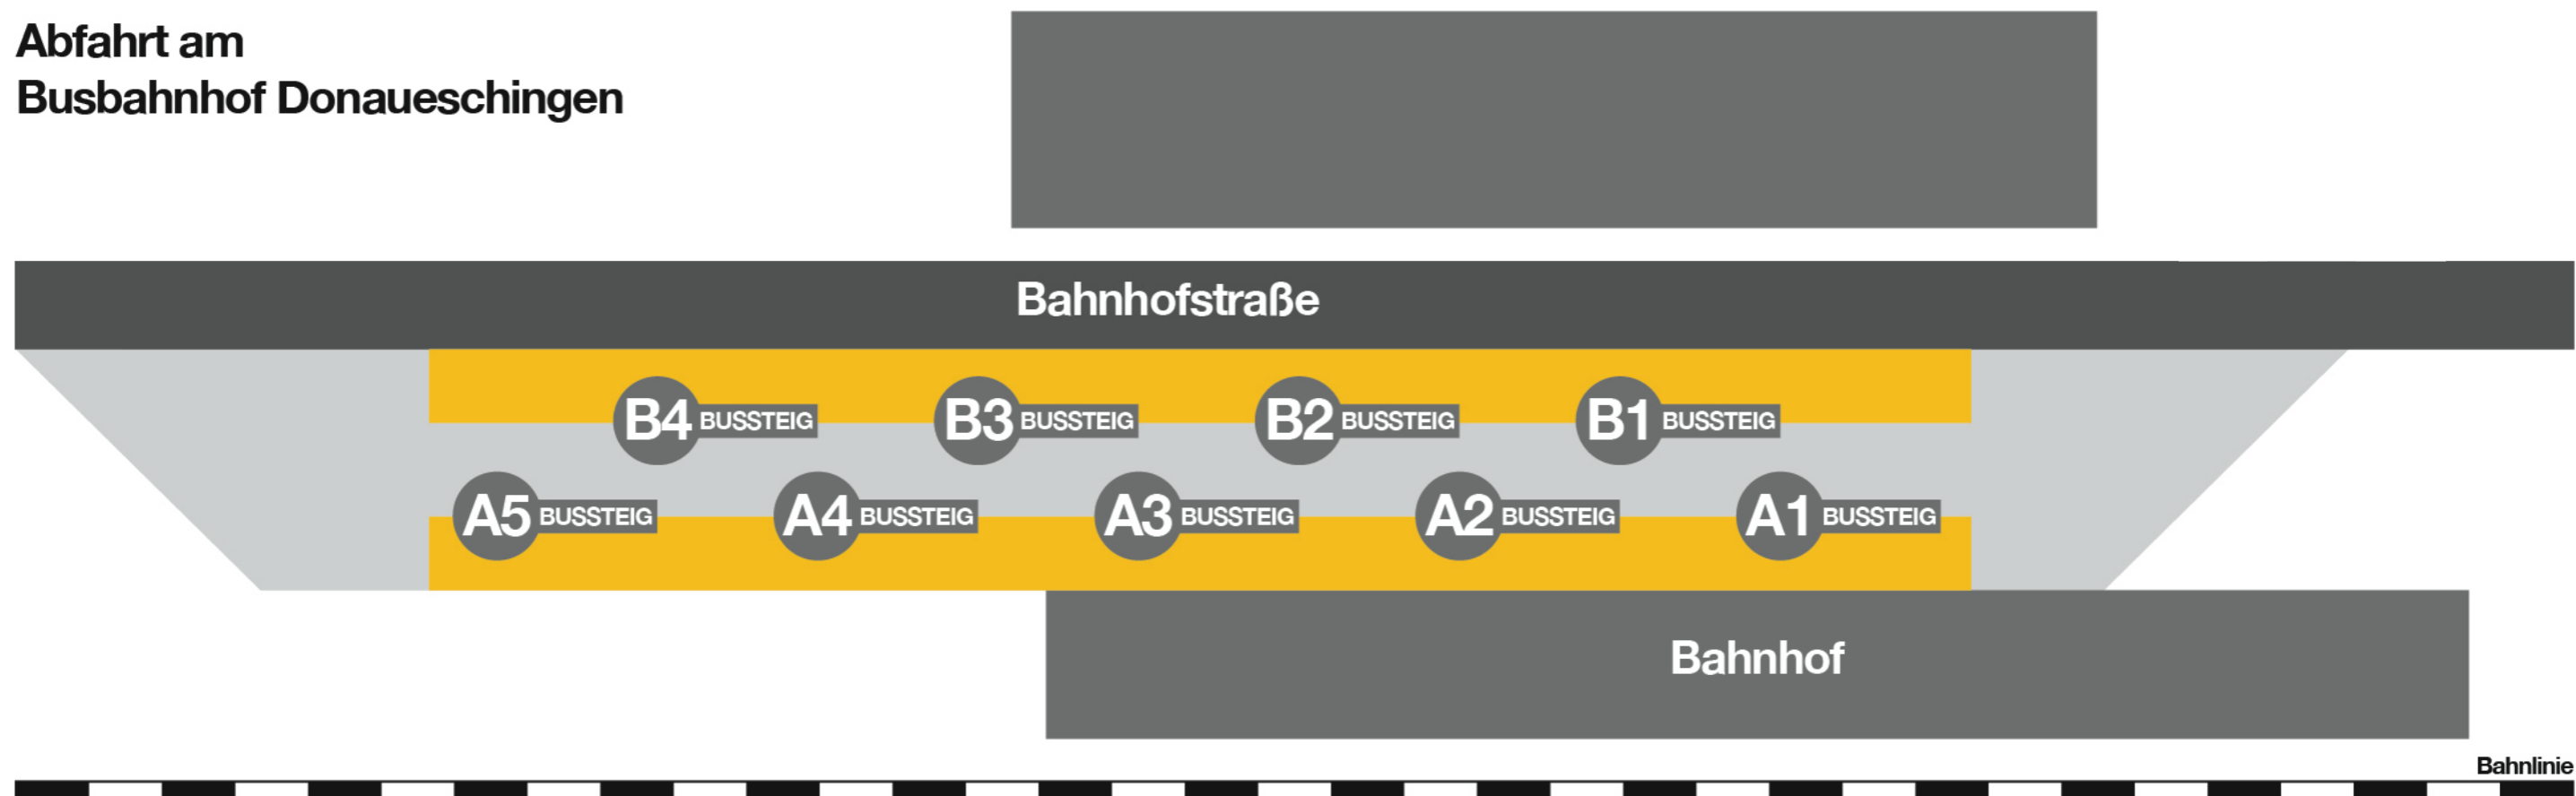 Abfahrt am
Busbahnhof Donaueschingen
Bahnhofstraße
B4 BUSSTEIG B3 BUSSTEIG B2 BUSSTEIG B1 BUSSTEIG
A5 BUSSTEIG A4 BUSSTEIG A3 BUSSTEIG A2 BUSSTEIG A1 BUSSTEIG
Bahnhof
Bahnlinie